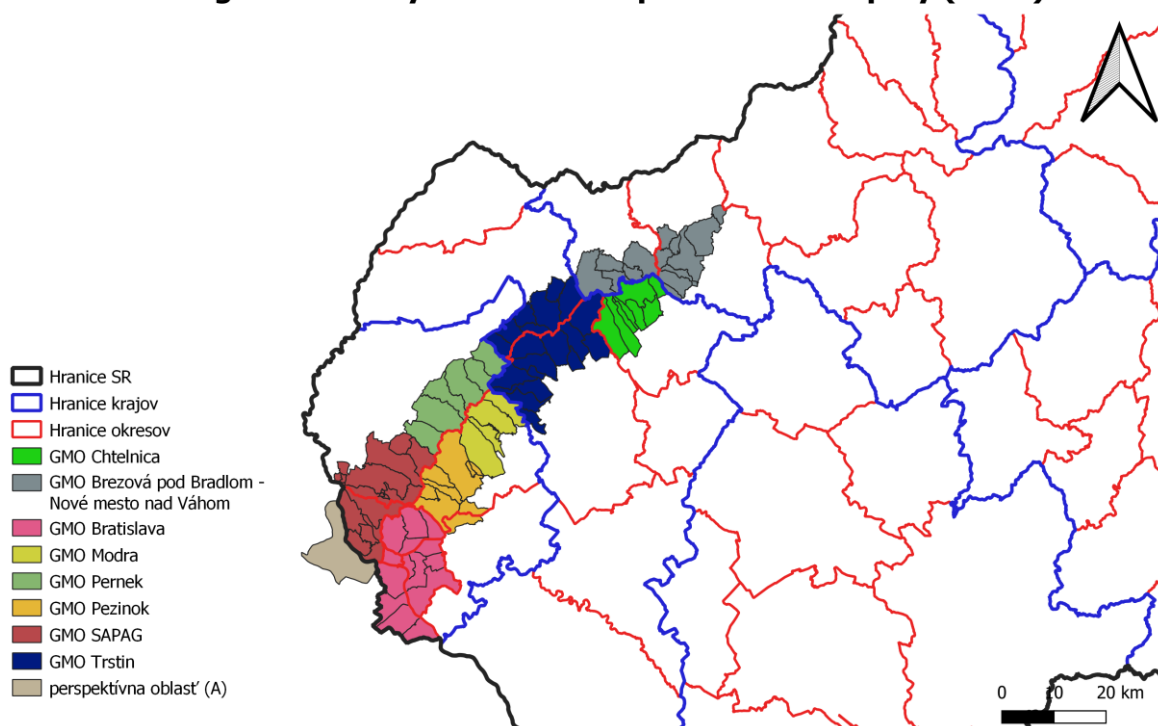 Hranice SR
Hranice krajov
Hranice okresov
GMO Chtelnica
GMO Brezová pod Bradlom -
Nové mesto nad Váhom
GMO Bratislava
GMO Modra
GMO Pernek
GMO Pezinok
GMO SAPAG
GMO Trstin
perspektívna oblasť (A)
0 10 20 km